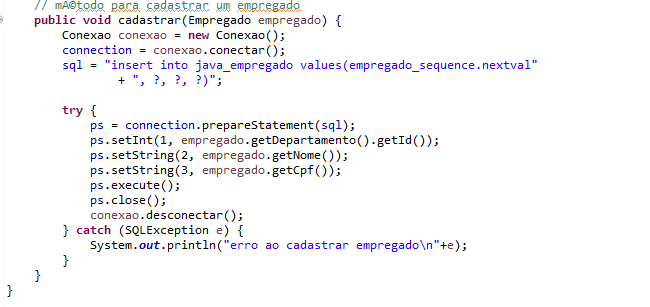 // mÃ©todo para cadastrar um empregado
public void cadastrar(Empregado empregado) {
Conexao conexao = new Conexao();
connection = conexao.conectar();
sql = "insert into java_empregado values(empregado_sequence.nextval"
+ ", ?, ?, ?)";
try {
ps = connection.prepareStatement(sql);
ps.setInt(1, empregado.getDepartamento().getId());
ps.setString(2, empregado.getNome());
ps.setString(3, empregado.getCpf());
ps.execute();
ps.close();
conexao.desconectar();
} catch (SQLException e) {
System.out.println("erro ao cadastrar empregado\n"+e);
}
}
}